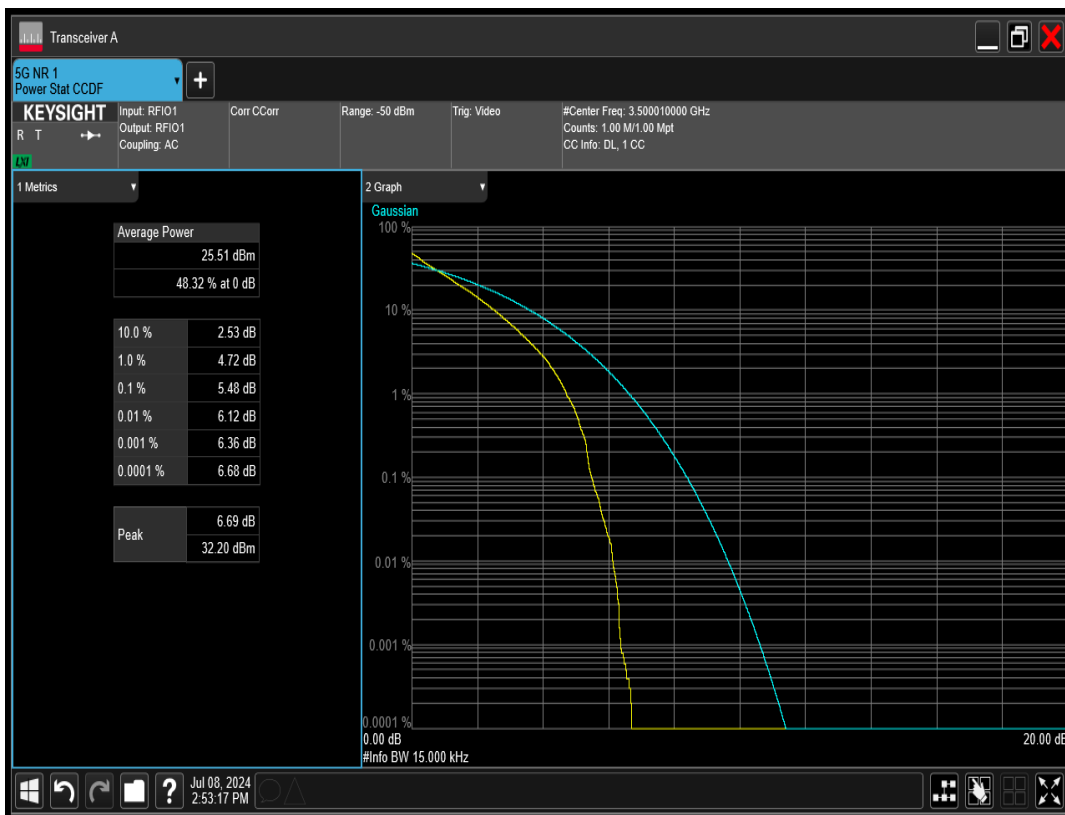 Transceiver A
5G NR 1
Power Stat CCDF
+
KEYSIGHT
R T
LXI
Input: RFIO1
Output: RFIO1
Coupling: AC
Corr CCorr
Range: -50 dBm
Trig: Video
#Center Freq: 3.500010000 GHz
Counts: 1.00 M/1.00 Mpt
CC Info: DL, 1 CC
1 Metrics
Average Power
25.51 dBm
48.32 % at 0 dB
10.0 % 2.53 dB
1.0 % 4.72 dB
0.1 % 5.48 dB
0.01 % 6.12 dB
0.001 % 6.36 dB
0.0001 % 6.68 dB
Peak 6.69 dB
32.20 dBm
2 Graph
Gaussian
100 %
10 %
1 %
0.1 %
0.01 %
0.001 %
0.0001 %
0.00 dB 20.00 dB
#Info BW 15.000 kHz
? Jul 08, 2024
2:53:17 PM